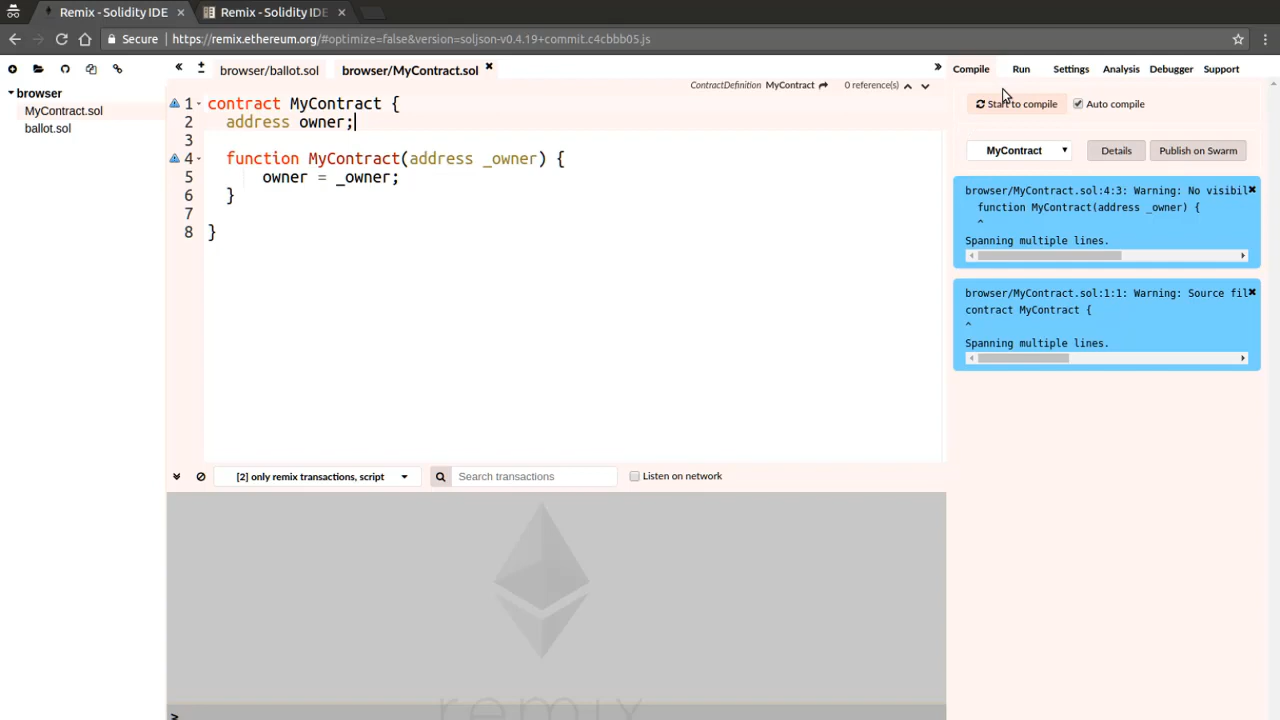 Remix - Solidity IDE
Remix - Solidity IDE
Secure
https://remix.ethereum.org/#optimize=false&version=soljson-v0.4.19+commit.c4cbbb05.js
browser
MyContract.sol
ballot.sol
browser/ballot.sol
browser/MyContract.sol
ContractDefinition MyContract
0 reference(s)
1 contract MyContract {
2 address owner;
3
4 function MyContract(address _owner) {
5 owner = _owner;
6 }
7
8 }
[2] only remix transactions, script
Search transactions
Listen on network
remix
>
Compile
Run
Settings
Analysis
Debugger
Support
Start to compile
Auto compile
MyContract
Details
Publish on Swarm
browser/MyContract.sol:4:3: Warning: No visibil
function MyContract(address _owner) {
^
Spanning multiple lines.
browser/MyContract.sol:1:1: Warning: Source fil
contract MyContract {
^
Spanning multiple lines.